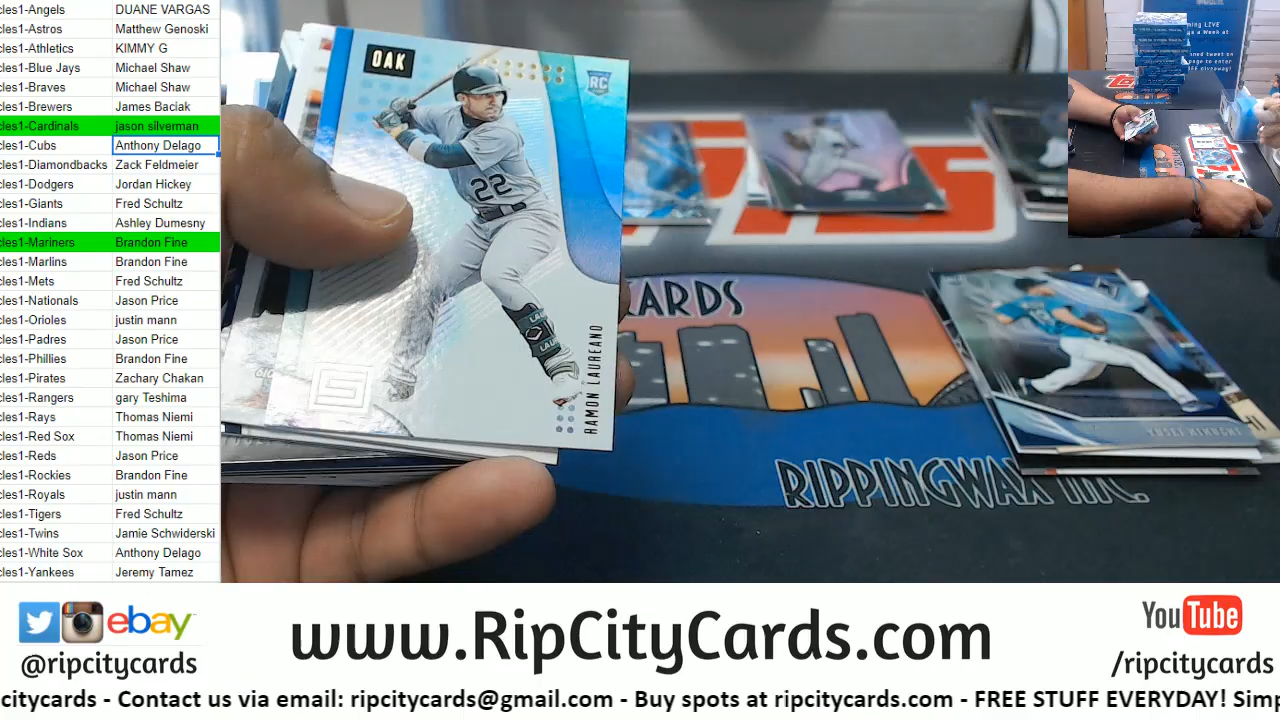 cles1-Angels DUANE VARGAS
cles1-Astros Matthew Genoski
cles1-Athletics KIMMY G
cles1-Blue Jays Michael Shaw
cles1-Braves Michael Shaw
cles1-Brewers James Baciak
cles1-Cardinals jason silverman
cles1-Cubs Anthony Delago
cles1-Diamondbacks Zack Feldmeier
cles1-Dodgers Jordan Hickey
cles1-Giants Fred Schultz
cles1-Indians Ashley Dumesny
cles1-Mariners Brandon Fine
cles1-Marlins Brandon Fine
cles1-Mets Fred Schultz
cles1-Nationals Jason Price
cles1-Orioles justin mann
cles1-Padres Jason Price
cles1-Phillies Brandon Fine
cles1-Pirates Zachary Chakan
cles1-Rangers gary Teshima
cles1-Rays Thomas Niemi
cles1-Red Sox Thomas Niemi
cles1-Reds Jason Price
cles1-Rockies Brandon Fine
cles1-Royals justin mann
cles1-Tigers Fred Schultz
cles1-Twins Jamie Schwiderski
cles1-White Sox Anthony Delago
cles1-Yankees Jeremy Tamez
OAK
RC
22
RAMON LAUREANO
CARDS
RIPPINGWAX INC.
YUSEI KIKUCHI
ebay
@ripcitycards
www.RipCityCards.com
YouTube
/ripcitycards
citycards - Contact us via email: ripcitycards@gmail.com - Buy spots at ripcitycards.com - FREE STUFF EVERYDAY! Simp